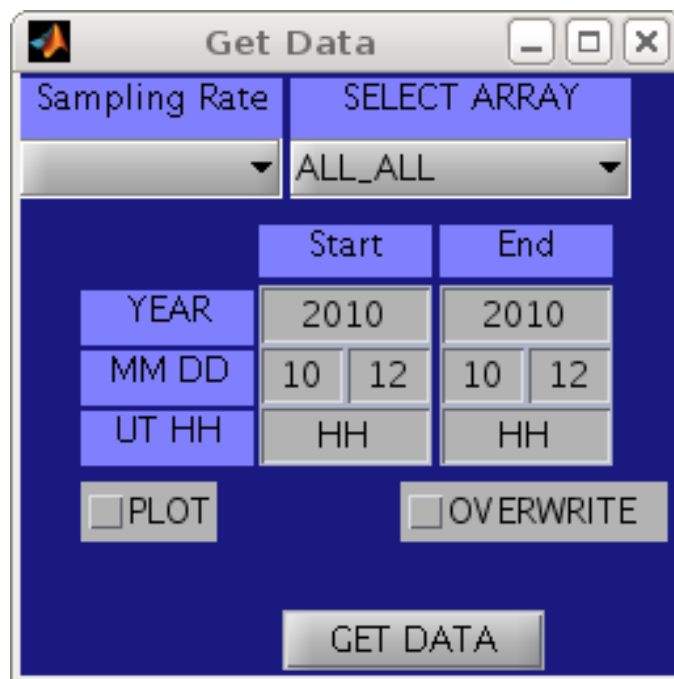 Get Data
Sampling Rate SELECT ARRAY
ALL_ALL
Start End
YEAR 2010 2010
MM DD 10 12 10 12
UT HH HH HH
PLOT OVERWRITE
GET DATA